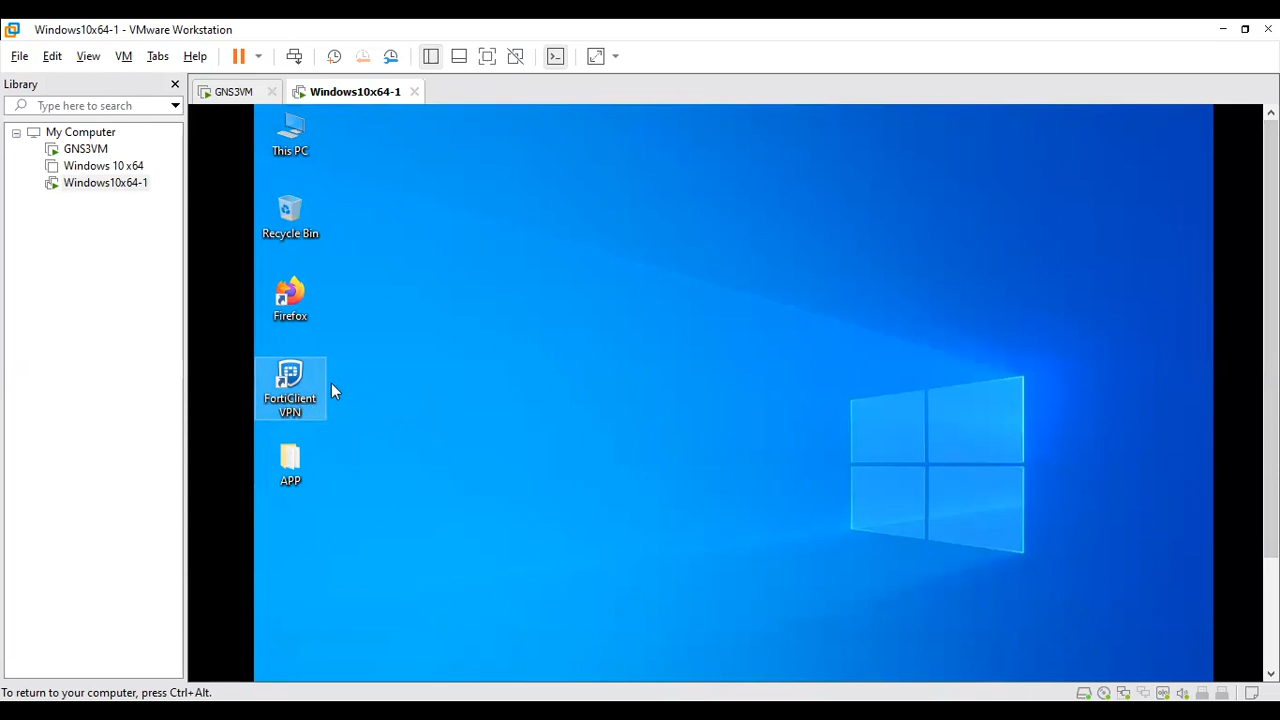 Windows10x64-1 - VMware Workstation
File Edit View VM Tabs Help
Library
Type here to search
My Computer
GNS3VM
Windows 10 x64
Windows10x64-1
GNS3VM
Windows10x64-1
This PC
Recycle Bin
Firefox
FortiClient
VPN
APP
To return to your computer, press Ctrl+Alt.